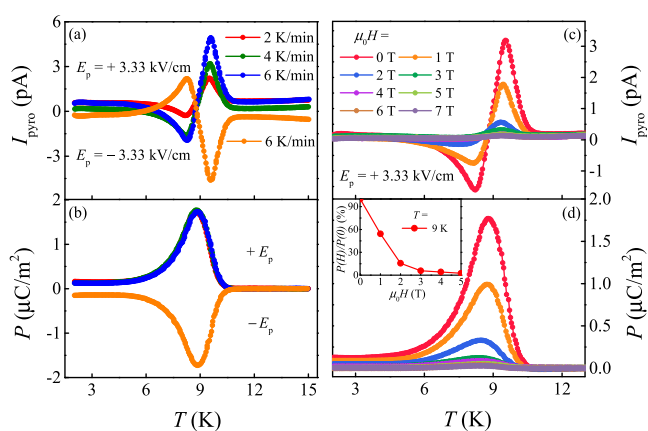 (a)
2 K/min
4 K/min
6 K/min
E_p = + 3.33 kV/cm
E_p = − 3.33 kV/cm
6 K/min
I_pyro (pA)
6
3
0
-3
(b)
+ E_p
− E_p
P (μC/m²)
2
1
0
-1
-2
3 6 9 12 15
T (K)
(c)
μ₀H =
0 T 1 T
2 T 3 T
4 T 5 T
6 T 7 T
E_p = + 3.33 kV/cm
I_pyro (pA)
3
2
1
0
-1
(d)
P(H)/P(0) (%)
90
60
30
0
T =
9 K
0 1 2 3 4 5
μ₀H (T)
P (μC/m²)
2.0
1.5
1.0
0.5
0.0
6 9 12
T (K)